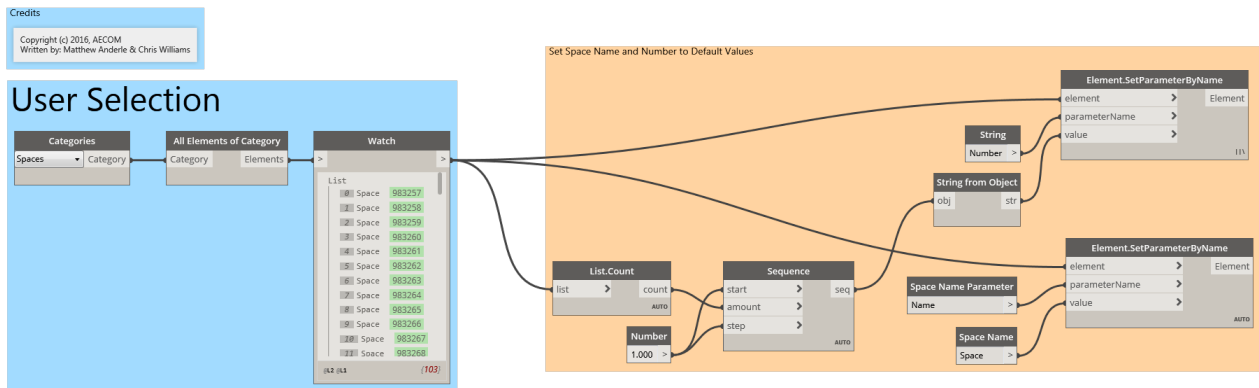 Credits
Copyright (c) 2016, AECOM
Written by: Matthew Anderle & Chris Williams
User Selection
Categories
Spaces
Category
All Elements of Category
Category
Elements
Watch
>
>
List
0 Space 983257
1 Space 983258
2 Space 983259
3 Space 983260
4 Space 983261
5 Space 983262
6 Space 983263
7 Space 983264
8 Space 983265
9 Space 983266
10 Space 983267
11 Space 983268
@L2 @L1
{103}
Set Space Name and Number to Default Values
List.Count
list >
count
AUTO
Number
1.000 >
Sequence
start >
seq
amount >
step >
AUTO
String
Number >
String from Object
obj
str
Element.SetParameterByName
element >
Element
parameterName >
value >
Space Name Parameter
Name >
Space Name
Space >
Element.SetParameterByName
element >
Element
parameterName >
value >
AUTO